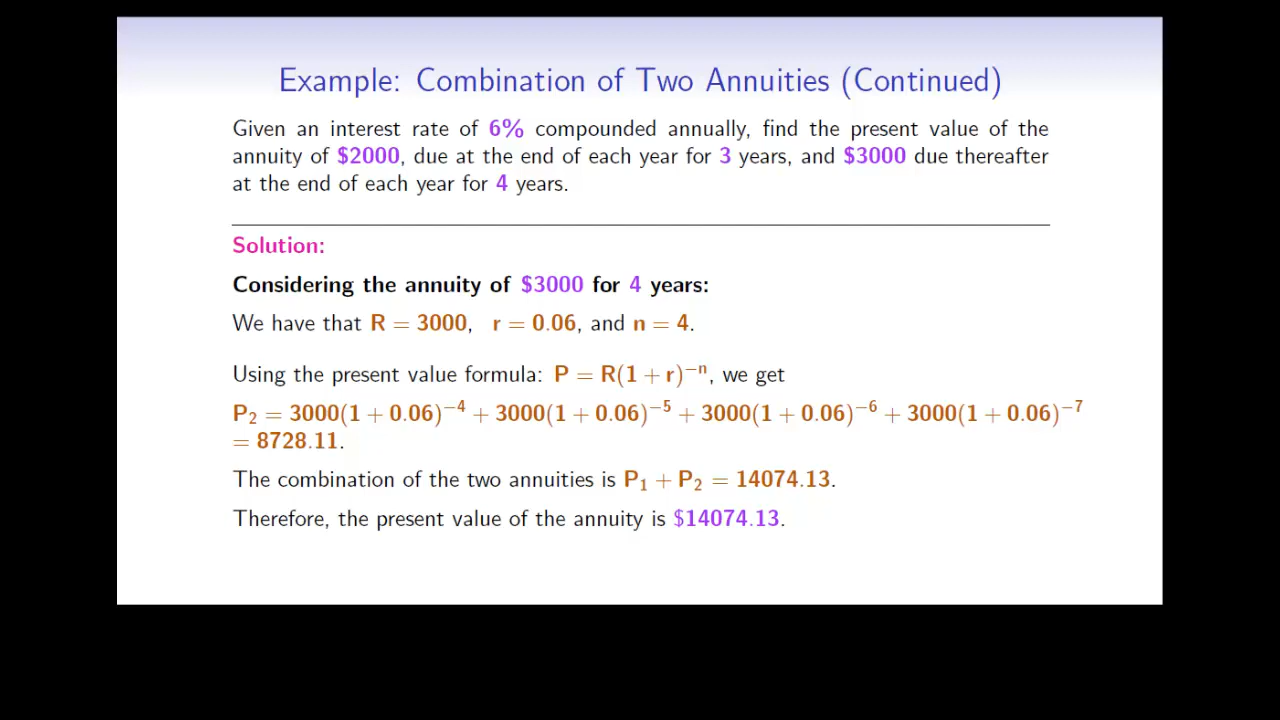 Example: Combination of Two Annuities (Continued)
Given an interest rate of 6% compounded annually, find the present value of the
annuity of $2000, due at the end of each year for 3 years, and $3000 due thereafter
at the end of each year for 4 years.
Solution:
Considering the annuity of $3000 for 4 years:
We have that R = 3000, r = 0.06, and n = 4.
Using the present value formula: P = R(1 + r)⁻ⁿ, we get
P₂ = 3000(1 + 0.06)⁻⁴ + 3000(1 + 0.06)⁻⁵ + 3000(1 + 0.06)⁻⁶ + 3000(1 + 0.06)⁻⁷
= 8728.11.
The combination of the two annuities is P₁ + P₂ = 14074.13.
Therefore, the present value of the annuity is $14074.13.